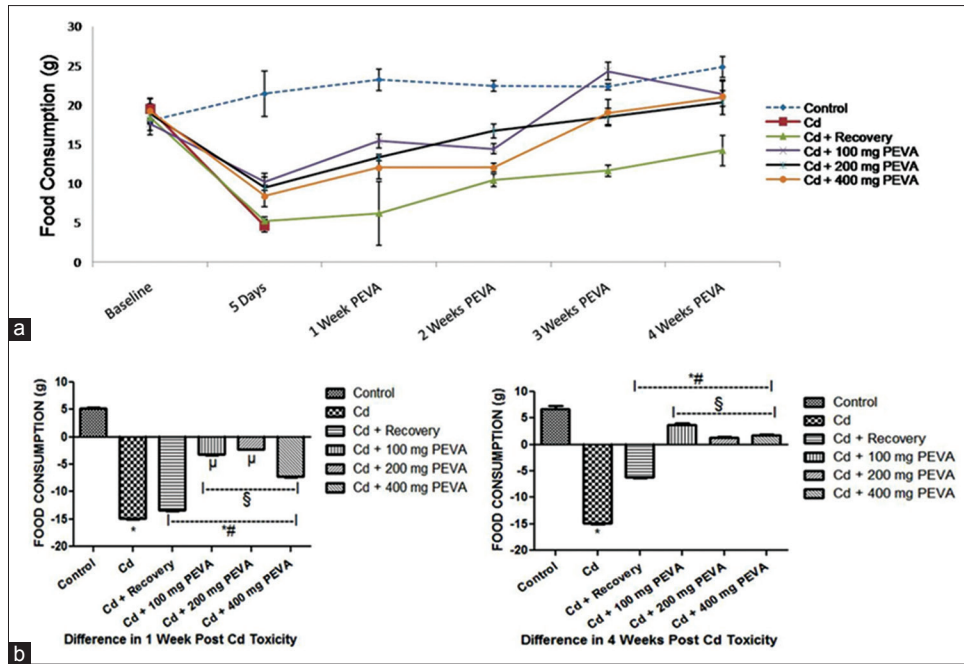 30
25
20
15
10
5
0
Food Consumption (g)
Baseline
5 Days
1 Week PEVA
2 Weeks PEVA
3 Weeks PEVA
4 Weeks PEVA
Control
Cd
Cd + Recovery
Cd + 100 mg PEVA
Cd + 200 mg PEVA
Cd + 400 mg PEVA
a
FOOD CONSUMPTION (g)
10
5
0
-5
-10
-15
-20
*
µ
µ
§
*#
Control
Cd
Cd + Recovery
Cd + 100 mg PEVA
Cd + 200 mg PEVA
Cd + 400 mg PEVA
Control
Cd
Cd + Recovery
Cd + 100 mg PEVA
Cd + 200 mg PEVA
Cd + 400 mg PEVA
Difference in 1 Week Post Cd Toxicity
FOOD CONSUMPTION (g)
10
5
0
-5
-10
-15
-20
*#
§
*
Control
Cd
Cd + Recovery
Cd + 100 mg PEVA
Cd + 200 mg PEVA
Cd + 400 mg PEVA
Control
Cd
Cd + Recovery
Cd + 100 mg PEVA
Cd + 200 mg PEVA
Cd + 400 mg PEVA
Difference in 4 Weeks Post Cd Toxicity
b